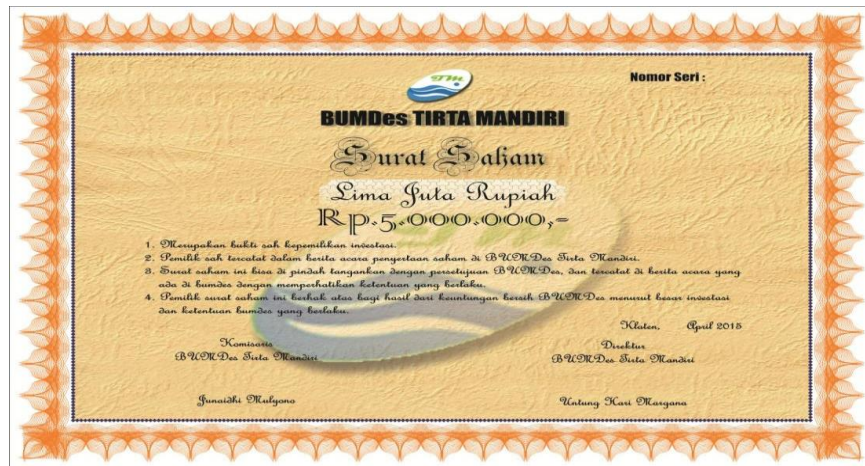 TM
Nomor Seri :
BUMDes TIRTA MANDIRI
Surat Saham
Lima Juta Rupiah
Rp.5.000.000,=
1. Merupakan bukti sah kepemilikan investasi.
2. Pemilik sah tercatat dalam berita acara penyertaan saham di BUMDes Tirta Mandiri.
3. Surat saham ini bisa di pindah tangankan dengan persetujuan BUMDes, dan tercatat di berita acara yang
ada di bumdes dengan memperhatikan ketentuan yang berlaku.
4. Pemilik surat saham ini berhak atas bagi hasil dari keuntungan bersih BUMDes menurut besar investasi
dan ketentuan bumdes yang berlaku.
Klaten, April 2015
Komisaris Direktur
BUMDes Tirta Mandiri BUMDes Tirta Mandiri
Junaidhi Mulyono Untung Hari Margana